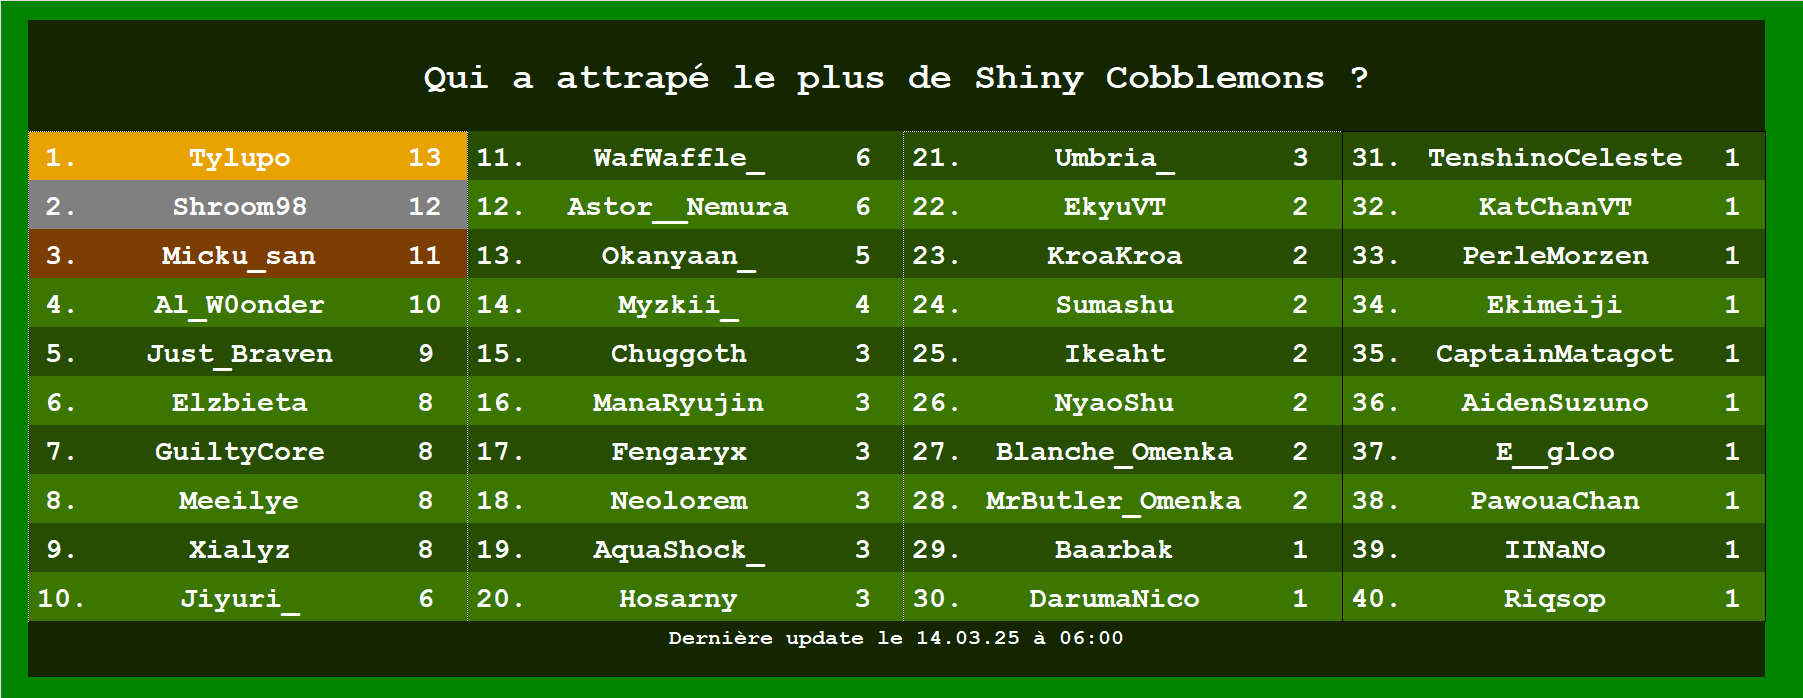 Qui a attrapé le plus de Shiny Cobblemons ?
1. Tylupo 13
2. Shroom98 12
3. Micku_san 11
4. Al_W0onder 10
5. Just_Braven 9
6. Elzbieta 8
7. GuiltyCore 8
8. Meeilye 8
9. Xialyz 8
10. Jiyuri_ 6
11. WafWaffle_ 6
12. Astor__Nemura 6
13. Okanyaan_ 5
14. Myzkii_ 4
15. Chuggoth 3
16. ManaRyujin 3
17. Fengaryx 3
18. Neolorem 3
19. AquaShock_ 3
20. Hosarny 3
21. Umbria_ 3
22. EkyuVT 2
23. KroaKroa 2
24. Sumashu 2
25. Ikeaht 2
26. NyaoShu 2
27. Blanche_Omenka 2
28. MrButler_Omenka 2
29. Baarbak 1
30. DarumaNico 1
31. TenshinoCeleste 1
32. KatChanVT 1
33. PerleMorzen 1
34. Ekimeiji 1
35. CaptainMatagot 1
36. AidenSuzuno 1
37. E__gloo 1
38. PawouaChan 1
39. IINaNo 1
40. Riqsop 1
Dernière update le 14.03.25 à 06:00